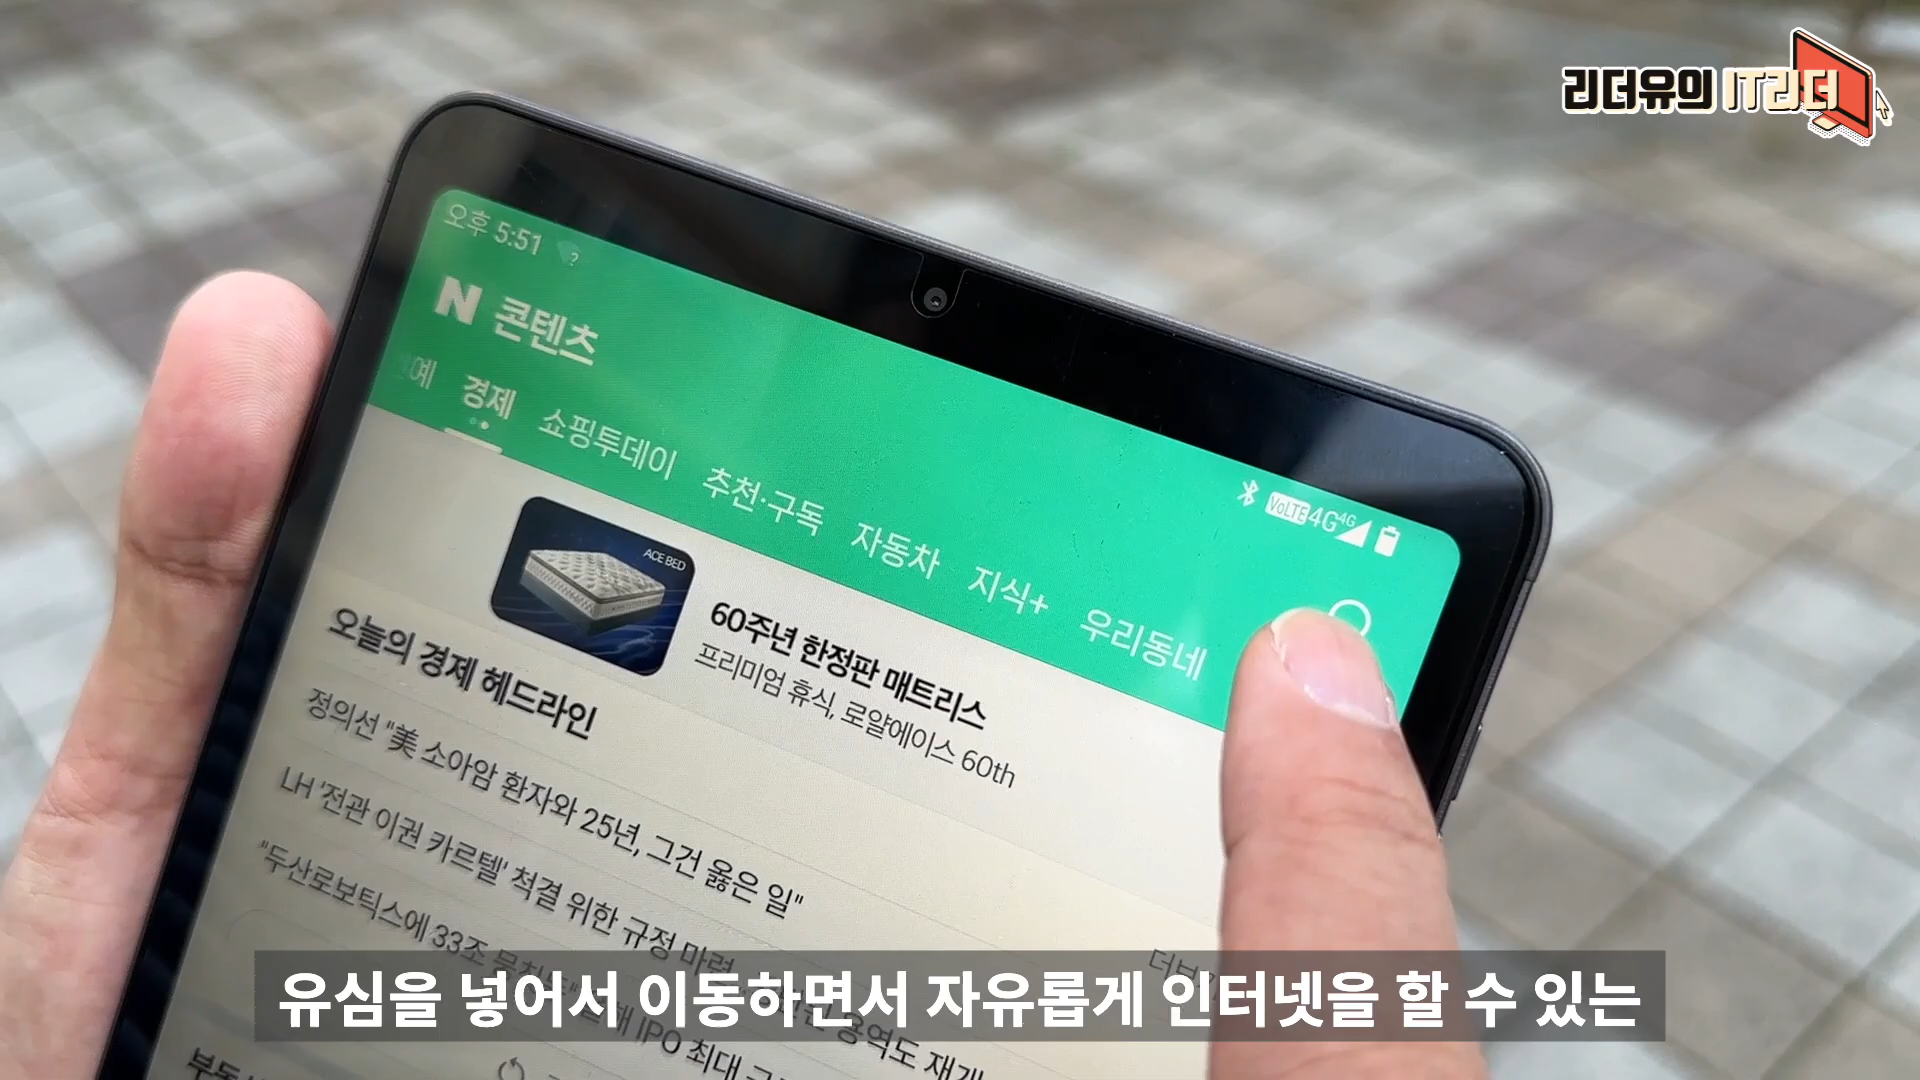 리더유의 IT리더
오후 5:51
VoLTE 4G 4G
N 콘텐츠
예 경제 쇼핑투데이 추천·구독 자동차 지식+ 우리동네
ACE BED
60주년 한정판 매트리스
프리미엄 휴식, 로얄에이스 60th
오늘의 경제 헤드라인
정의선 "美 소아암 환자와 25년, 그건 옳은 일"
LH '전관 이권 카르텔' 척결 위한 규정 마련
"두산로보틱스에 33조 IPO 최대
용역도 재개
유심을 넣어서 이동하면서 자유롭게 인터넷을 할 수 있는